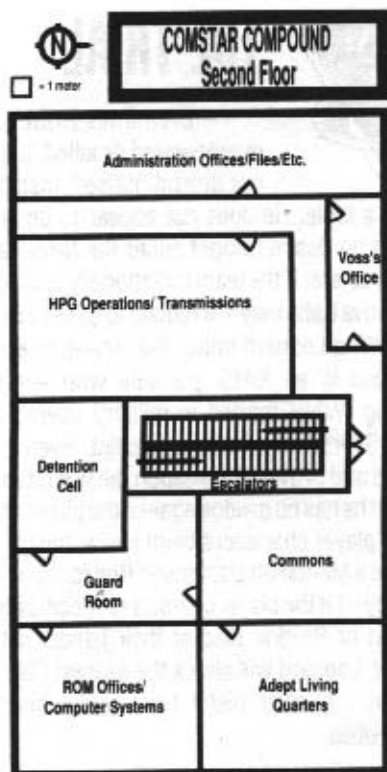 N
COMSTAR COMPOUND
Second Floor
= 1 meter
Administration Offices/Files/Etc.
Voss's
Office
HPG Operations/ Transmissions
Detention
Cell
Escalators
Commons
Guard
Room
ROM Offices/
Computer Systems
Adept Living
Quarters